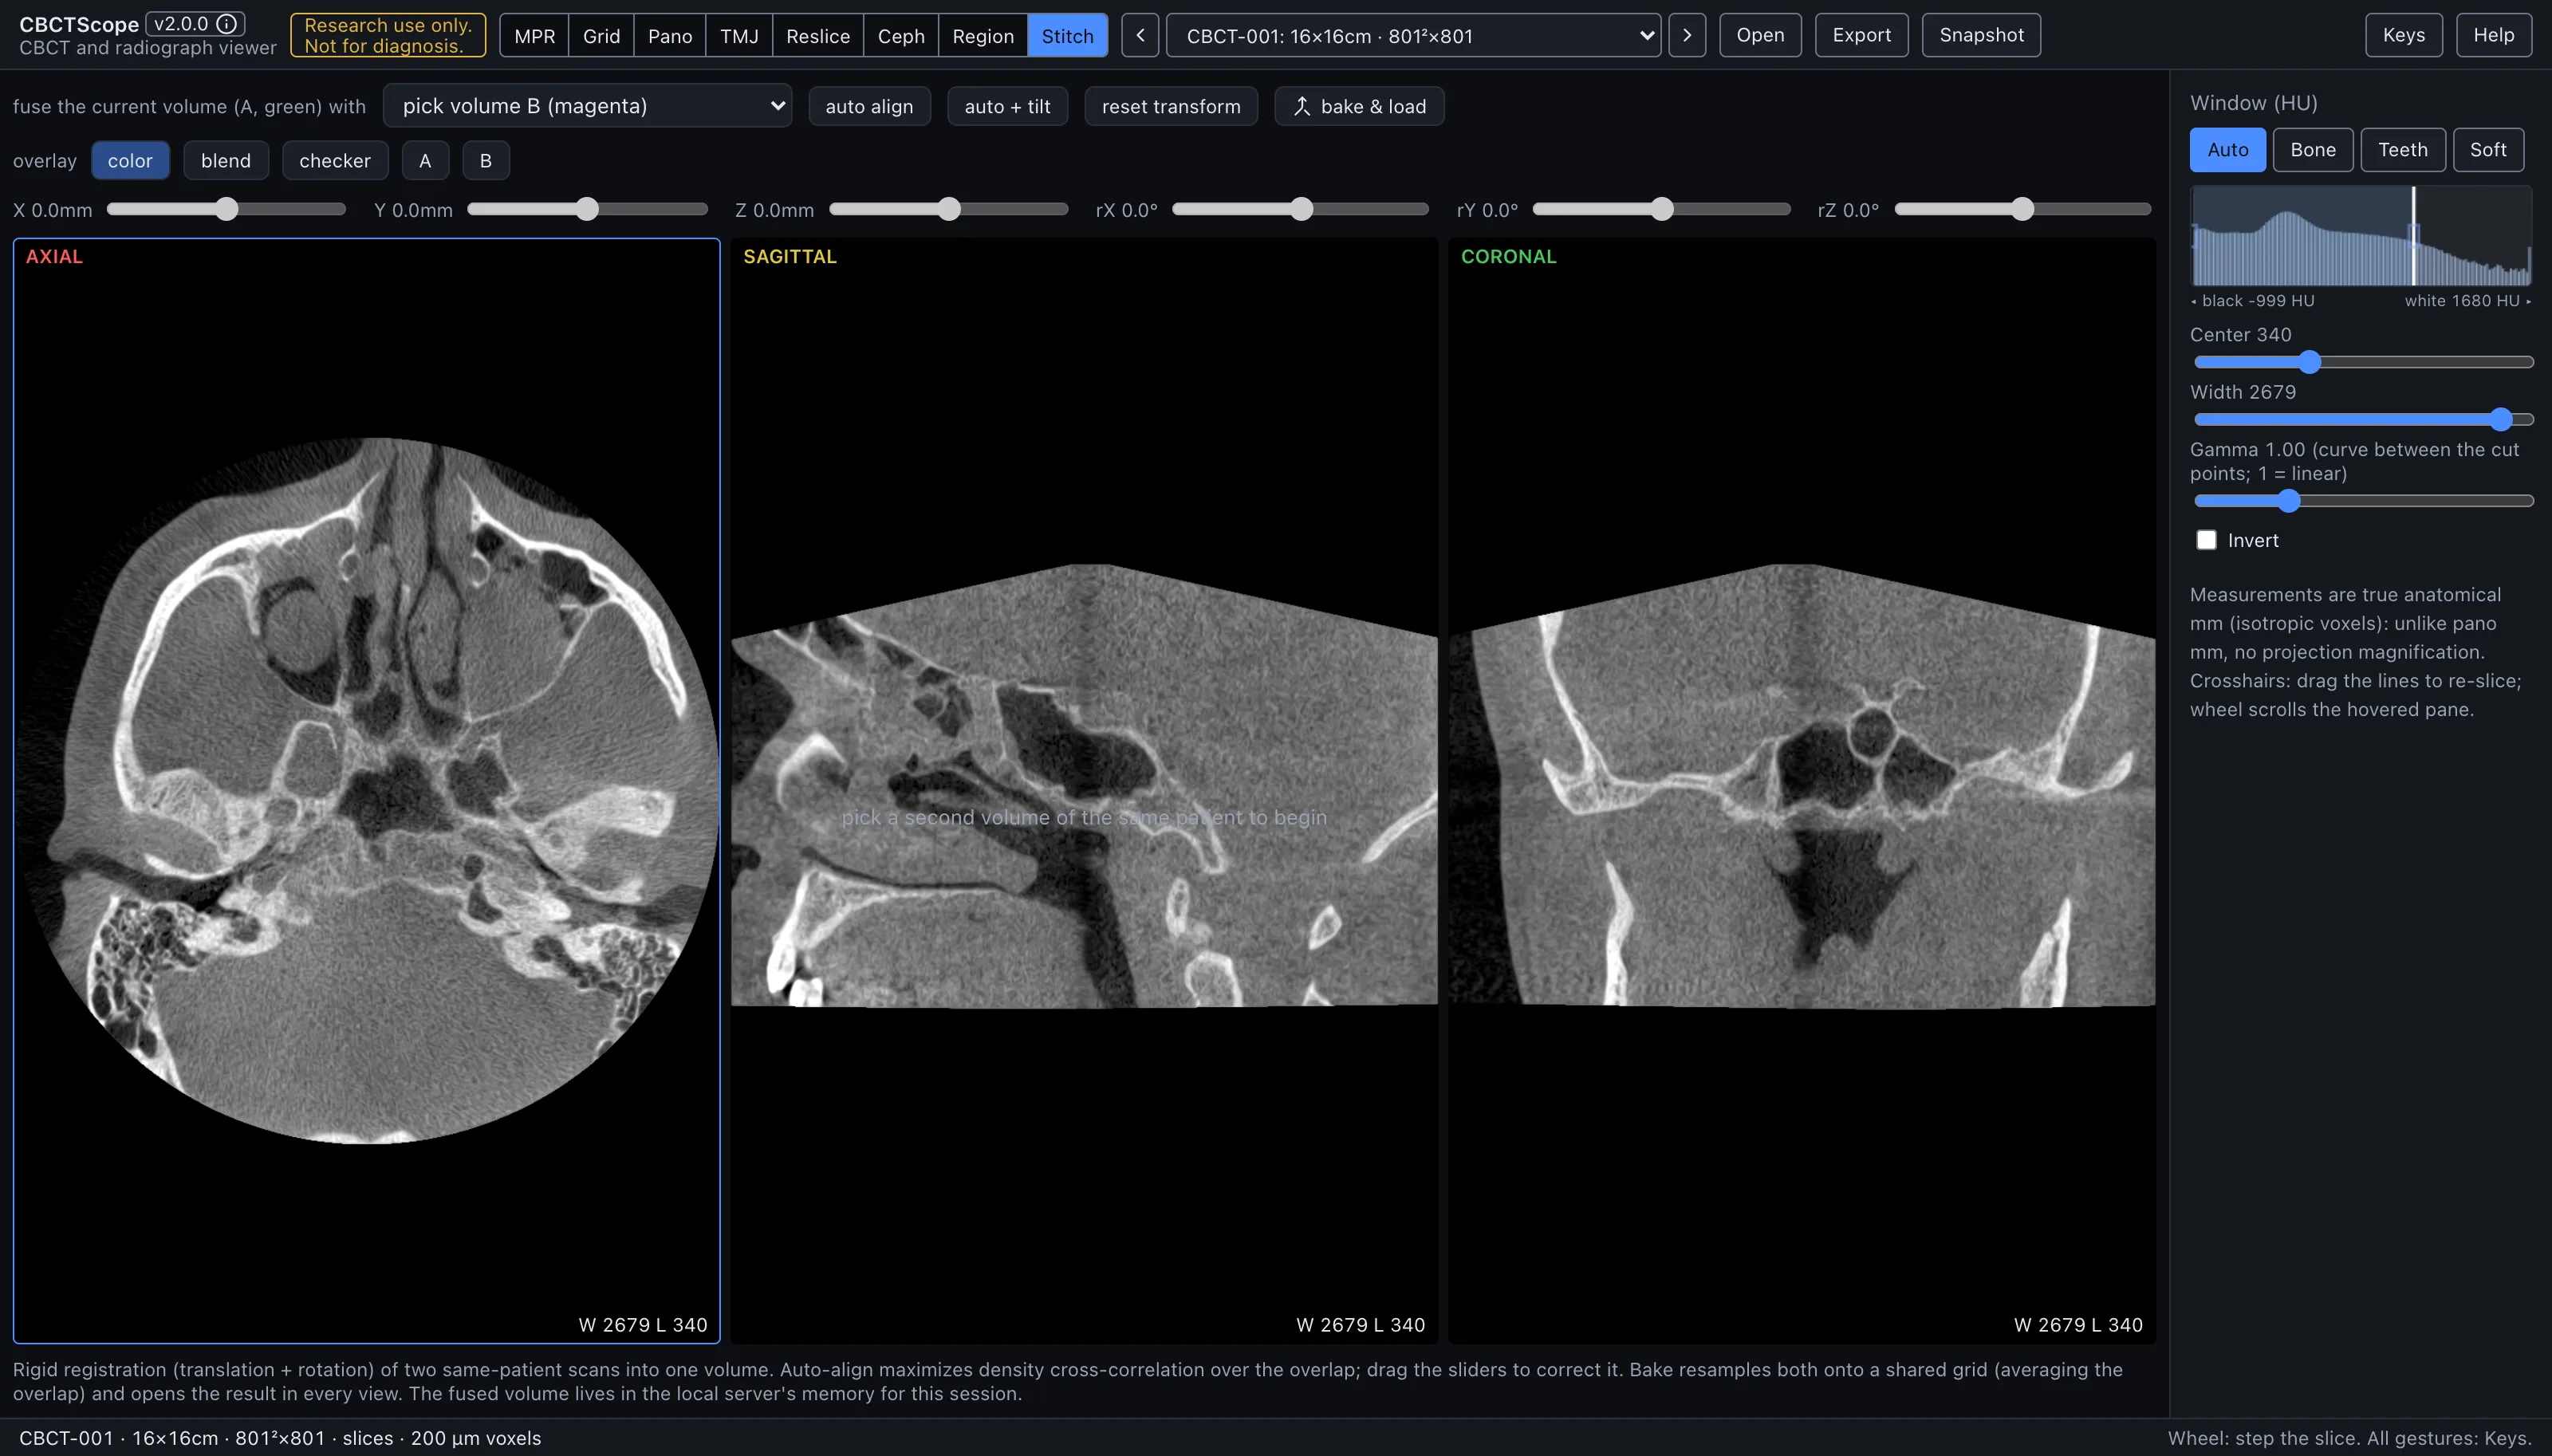 CBCTScope v2.0.0
CBCT and radiograph viewer
Research use only.
Not for diagnosis.
MPR Grid Pano TMJ Reslice Ceph Region Stitch
CBCT-001: 16×16cm · 801²×801
Open Export Snapshot Keys Help
fuse the current volume (A, green) with pick volume B (magenta) auto align auto + tilt reset transform bake & load
overlay color blend checker A B
X 0.0mm Y 0.0mm Z 0.0mm rX 0.0° rY 0.0° rZ 0.0°
AXIAL
W 2679 L 340
SAGITTAL
pick a second volume of the same patient to begin
W 2679 L 340
CORONAL
W 2679 L 340
Rigid registration (translation + rotation) of two same-patient scans into one volume. Auto-align maximizes density cross-correlation over the overlap; drag the sliders to correct it. Bake resamples both onto a shared grid (averaging the
overlap) and opens the result in every view. The fused volume lives in the local server's memory for this session.
Window (HU)
Auto Bone Teeth Soft
◂ black -999 HU white 1680 HU ▸
Center 340
Width 2679
Gamma 1.00 (curve between the cut
points; 1 = linear)
Invert
Measurements are true anatomical
mm (isotropic voxels): unlike pano
mm, no projection magnification.
Crosshairs: drag the lines to re-slice;
wheel scrolls the hovered pane.
CBCT-001 · 16×16cm · 801²×801 · slices · 200 µm voxels
Wheel: step the slice. All gestures: Keys.